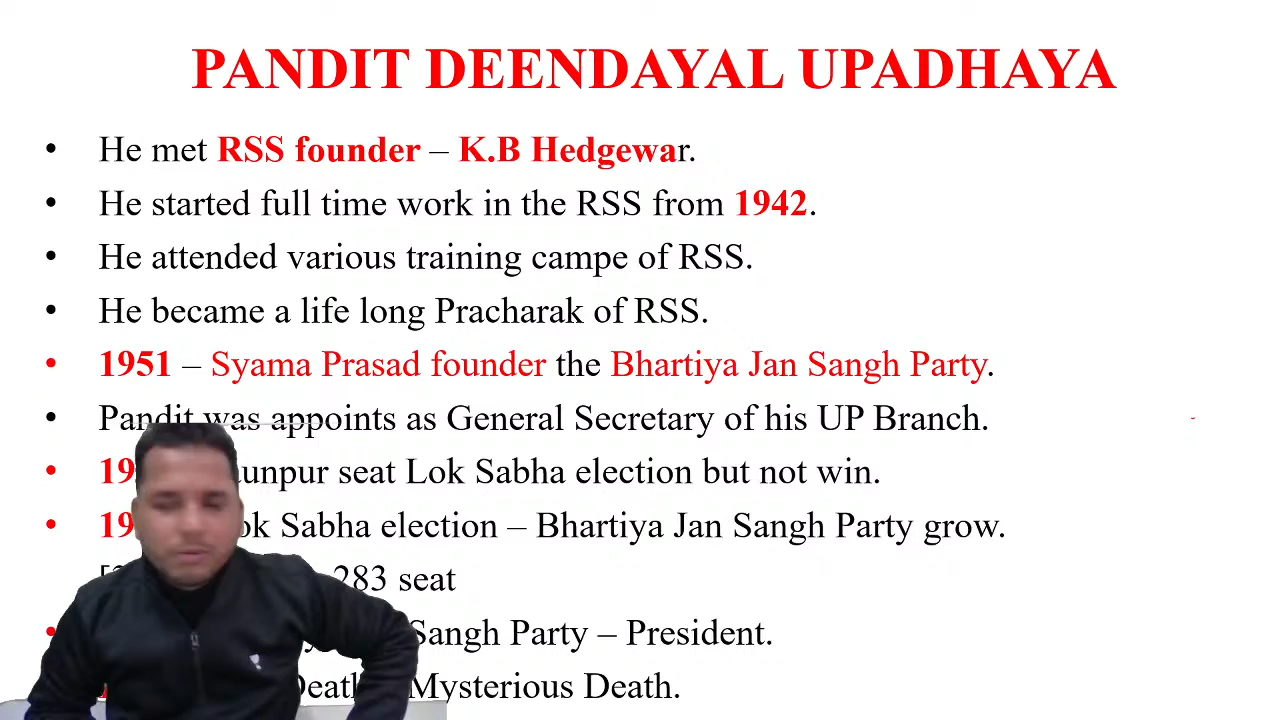 PANDIT DEENDAYAL UPADHAYA
• He met RSS founder – K.B Hedgewar.
• He started full time work in the RSS from 1942.
• He attended various training campe of RSS.
• He became a life long Pracharak of RSS.
• 1951 – Syama Prasad founder the Bhartiya Jan Sangh Party.
• Pandit was appoints as General Secretary of his UP Branch.
• seat Lok Sabha election but not win.
• Sabha election – Bhartiya Jan Sangh Party grow.
283 seat
• Sangh Party – President.
Death Mysterious Death.